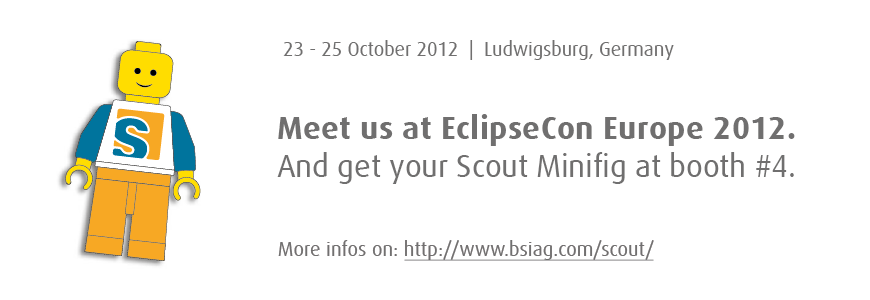 23 - 25 October 2012 | Ludwigsburg, Germany
S
Meet us at EclipseCon Europe 2012.
And get your Scout Minifig at booth #4.
More infos on: http://www.bsiag.com/scout/